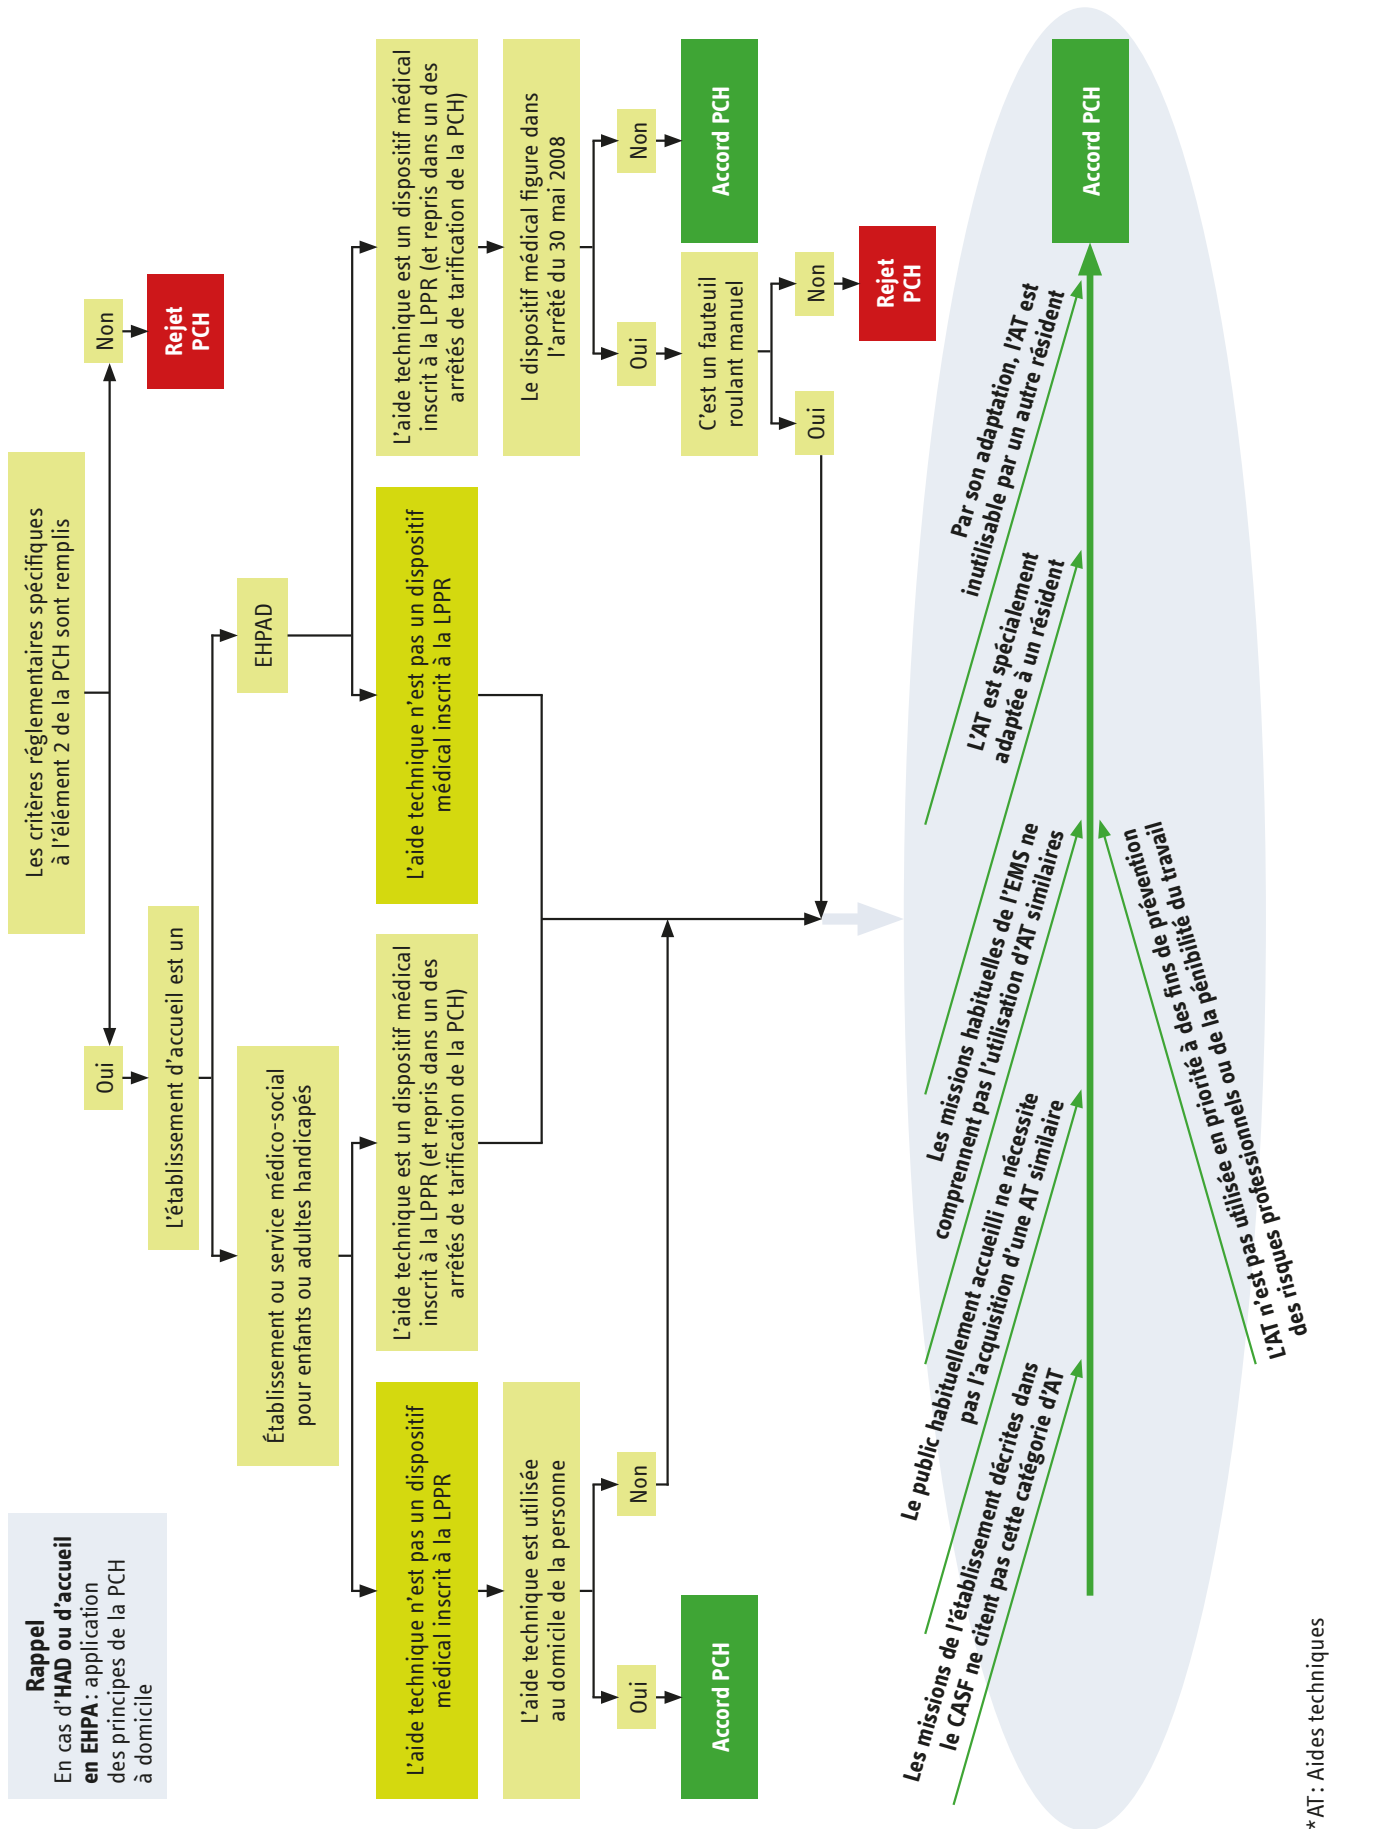 Rappel
En cas d'HAD ou d'accueil
en EHPA : application
des principes de la PCH
à domicile
Les critères réglementaires spécifiques
à l'élément 2 de la PCH sont remplis
Oui
Non
Rejet
PCH
L'établissement d'accueil est un
Établissement ou service médico-social
pour enfants ou adultes handicapés
EHPAD
L'aide technique n'est pas un dispositif
médical inscrit à la LPPR
L'aide technique est un dispositif médical
inscrit à la LPPR (et repris dans un des
arrêtés de tarification de la PCH)
L'aide technique n'est pas un dispositif
médical inscrit à la LPPR
L'aide technique est un dispositif médical
inscrit à la LPPR (et repris dans un des
arrêtés de tarification de la PCH)
L'aide technique est utilisée
au domicile de la personne
Le dispositif médical figure dans
l'arrêté du 30 mai 2008
Oui
Non
Oui
Non
Accord PCH
C'est un fauteuil
roulant manuel
Accord PCH
Oui
Non
Rejet
PCH
Les missions de l'établissement décrites dans
le CASF ne citent pas cette catégorie d'AT
Le public habituellement accueilli ne nécessite
pas l'acquisition d'une AT similaire
Les missions habituelles de l'EMS ne
comprennent pas l'utilisation d'AT similaires
L'AT est spécialement
adaptée à un résident
Par son adaptation, l'AT est
inutilisable par un autre résident
Accord PCH
L'AT n'est pas utilisée en priorité à des fins de prévention
des risques professionnels ou de la pénibilité du travail
*AT : Aides techniques